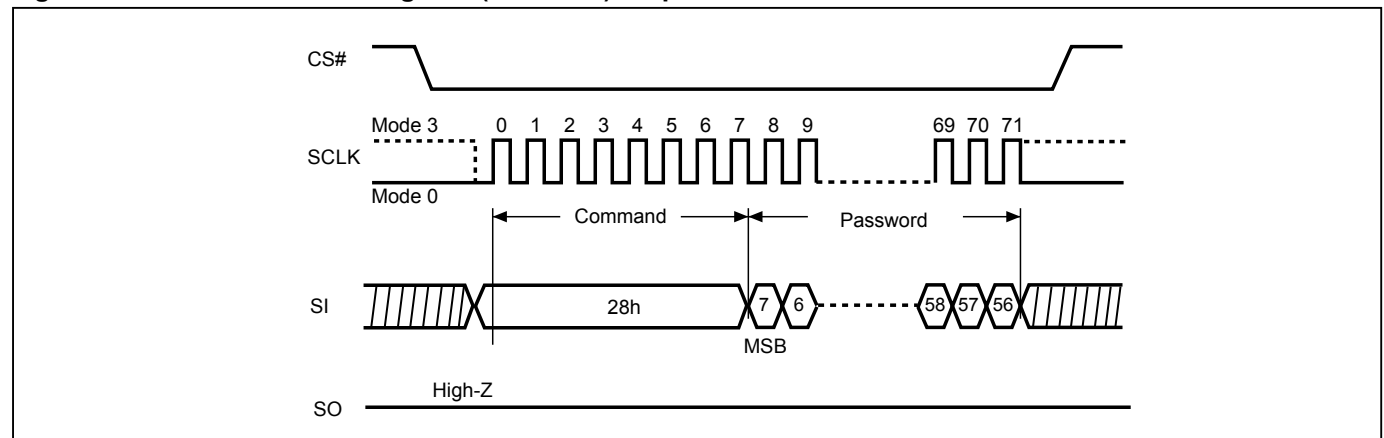 CS#
Mode 3 0 1 2 3 4 5 6 7 8 9 69 70 71
SCLK
Mode 0
Command Password
SI 28h 7 6 58 57 56
MSB
High-Z
SO